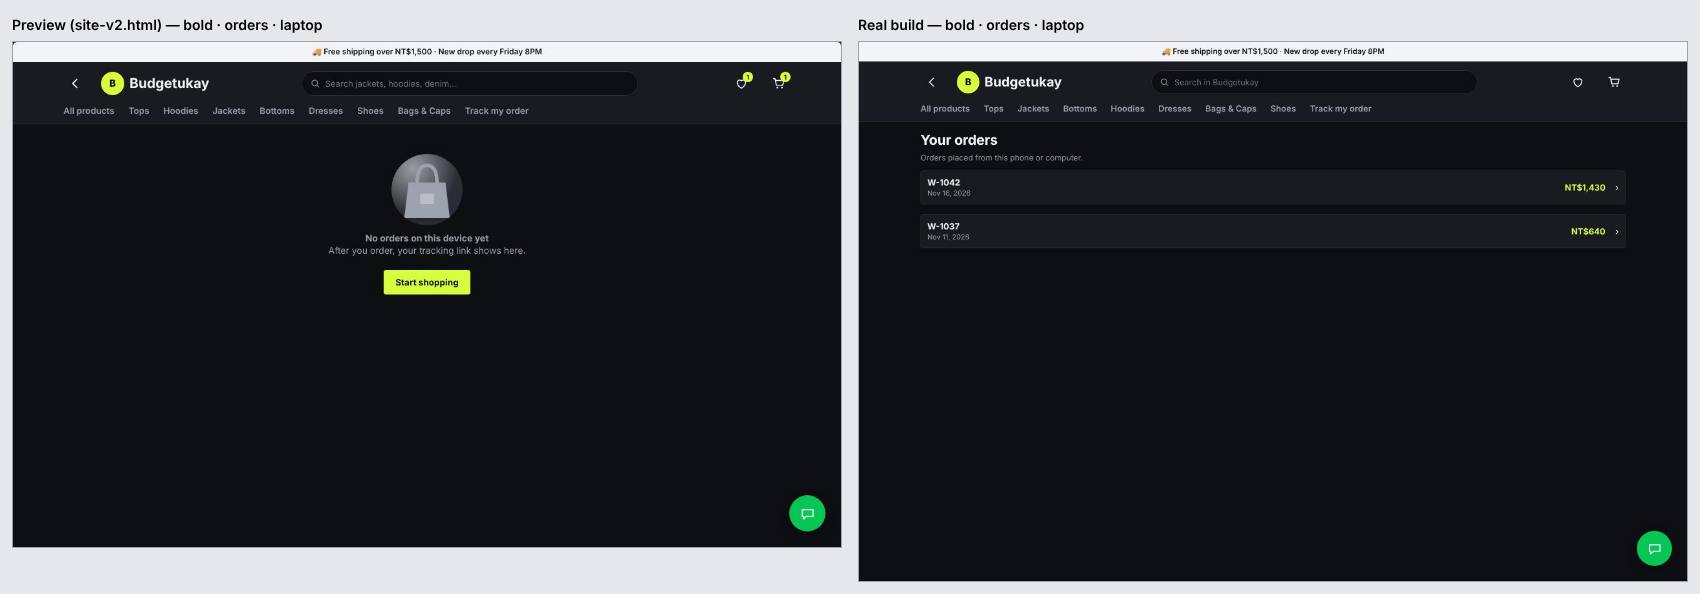 Preview (site-v2.html) — bold · orders · laptop
🚚 Free shipping over NT$1,500 · New drop every Friday 8PM
B Budgetukay
Search jackets, hoodies, denim...
1
1
All products Tops Hoodies Jackets Bottoms Dresses Shoes Bags & Caps Track my order
No orders on this device yet
After you order, your tracking link shows here.
Start shopping
Real build — bold · orders · laptop
🚚 Free shipping over NT$1,500 · New drop every Friday 8PM
B Budgetukay
Search in Budgetukay
All products Tops Jackets Bottoms Hoodies Dresses Bags & Caps Shoes Track my order
Your orders
Orders placed from this phone or computer.
W-1042
Nov 16, 2026
NT$1,430 ›
W-1037
Nov 11, 2026
NT$640 ›